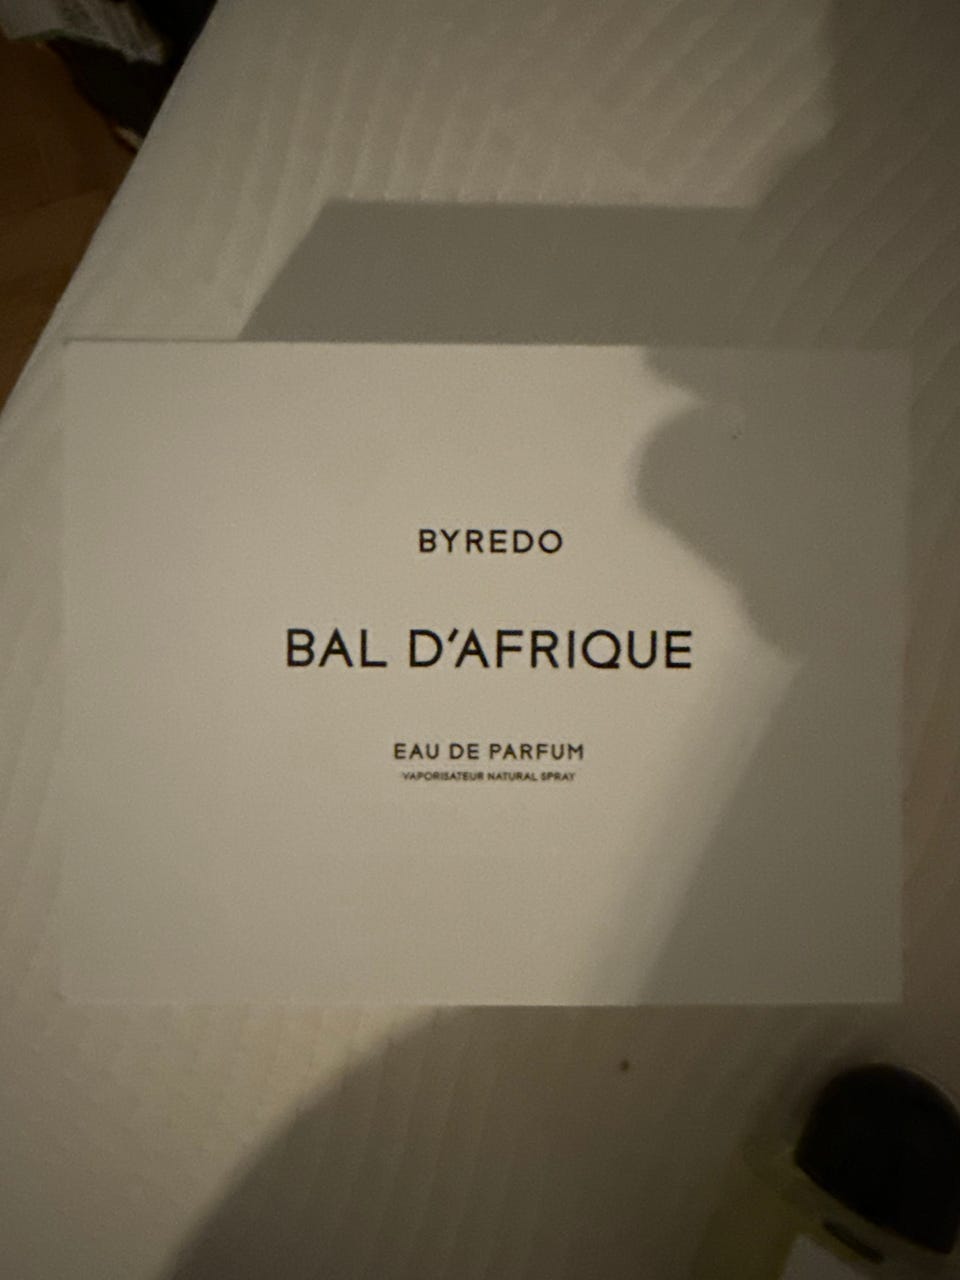 BYREDO
BAL D'AFRIQUE
EAU DE PARFUM
VAPORISATEUR NATURAL SPRAY